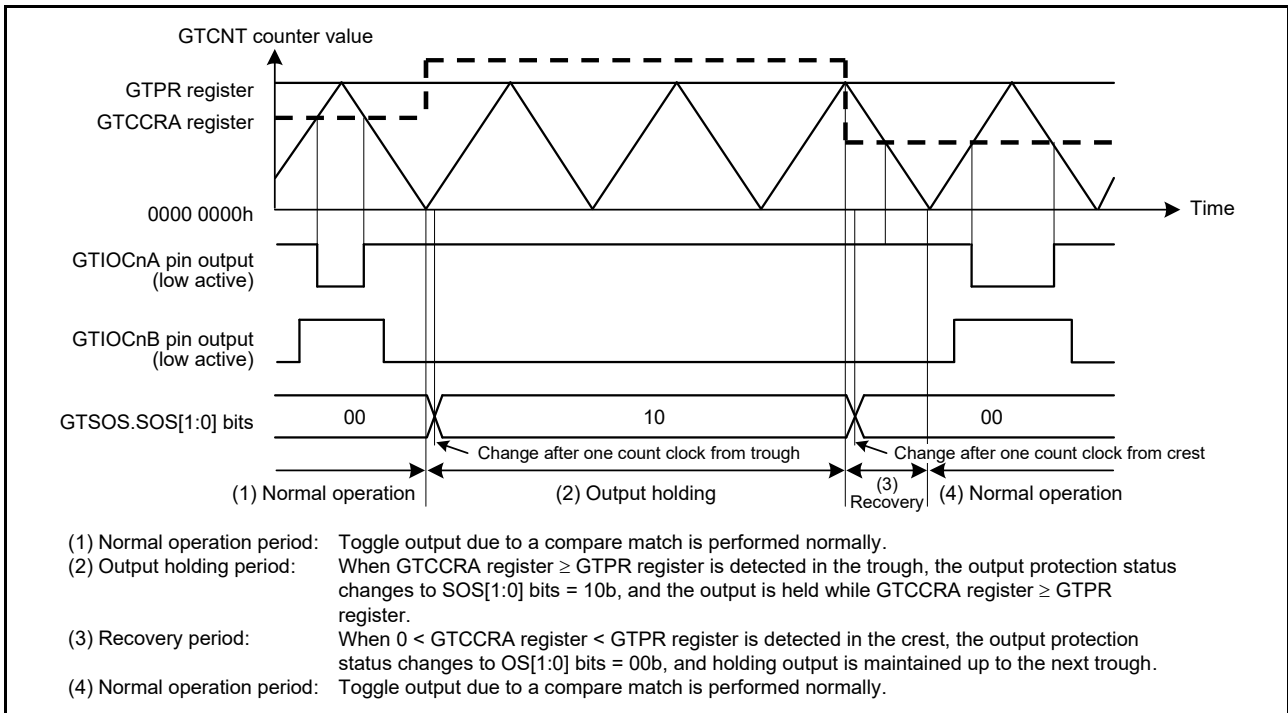 GTCNT counter value
GTPR register
GTCCRA register
0000 0000h
Time
GTIOCnA pin output
(low active)
GTIOCnB pin output
(low active)
GTSOS.SOS[1:0] bits
00
10
00
Change after one count clock from trough
Change after one count clock from crest
(1) Normal operation
(2) Output holding
(3)
Recovery
(4) Normal operation
(1) Normal operation period: Toggle output due to a compare match is performed normally.
(2) Output holding period: When GTCCRA register ≥ GTPR register is detected in the trough, the output protection status
changes to SOS[1:0] bits = 10b, and the output is held while GTCCRA register ≥ GTPR
register.
(3) Recovery period: When 0 < GTCCRA register < GTPR register is detected in the crest, the output protection
status changes to OS[1:0] bits = 00b, and holding output is maintained up to the next trough.
(4) Normal operation period: Toggle output due to a compare match is performed normally.